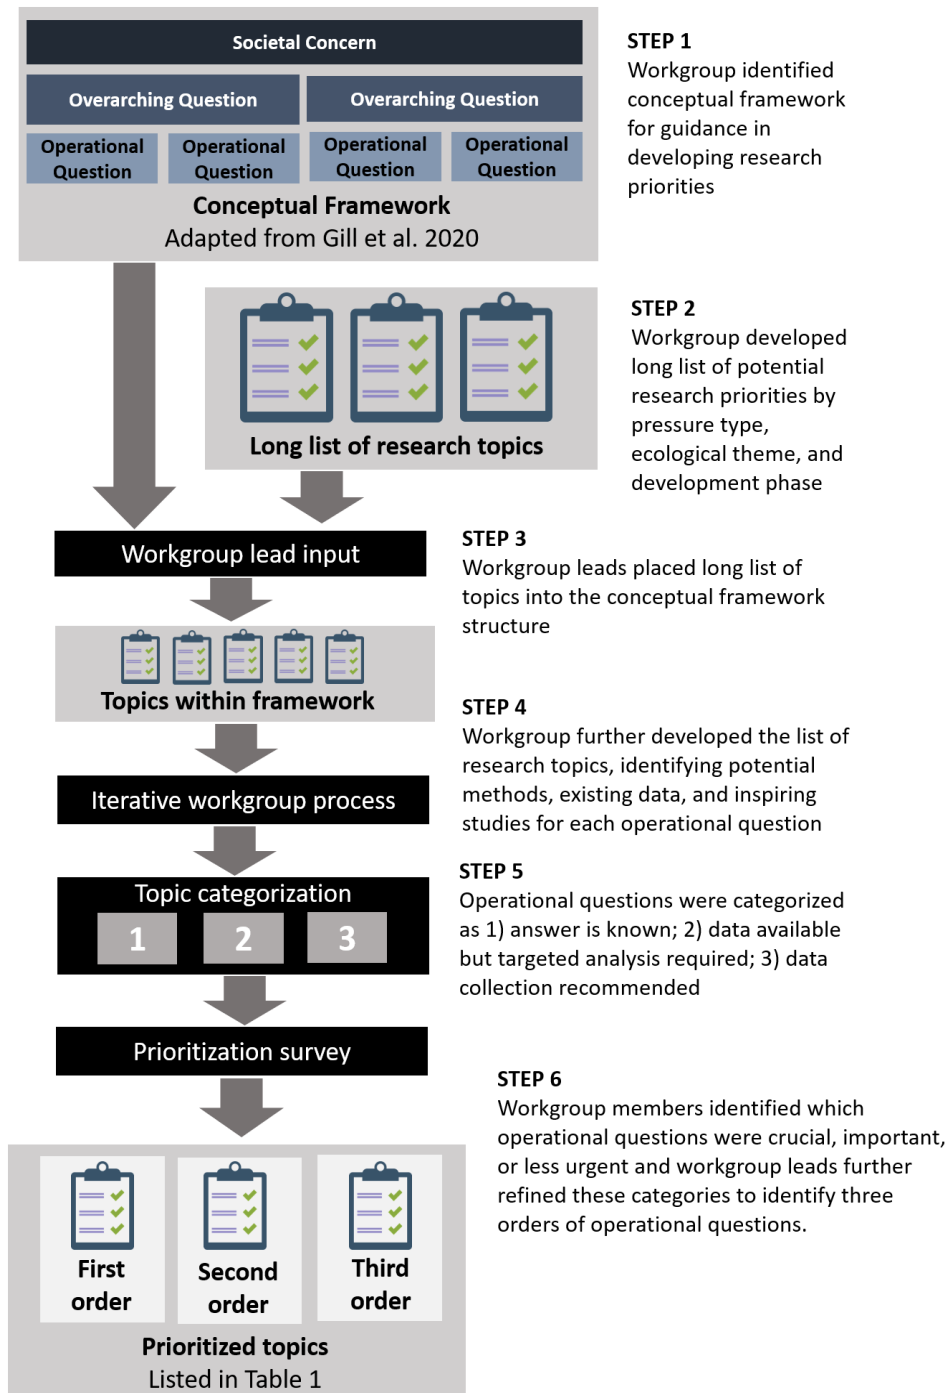 Societal Concern
Overarching Question
Overarching Question
Operational
Question
Operational
Question
Operational
Question
Operational
Question
Conceptual Framework
Adapted from Gill et al. 2020
STEP 1
Workgroup identified
conceptual framework
for guidance in
developing research
priorities
Long list of research topics
STEP 2
Workgroup developed
long list of potential
research priorities by
pressure type,
ecological theme, and
development phase
Workgroup lead input
STEP 3
Workgroup leads placed long list of
topics into the conceptual framework
structure
Topics within framework
STEP 4
Workgroup further developed the list of
research topics, identifying potential
methods, existing data, and inspiring
studies for each operational question
Iterative workgroup process
STEP 5
Operational questions were categorized
as 1) answer is known; 2) data available
but targeted analysis required; 3) data
collection recommended
Topic categorization
1
2
3
Prioritization survey
STEP 6
Workgroup members identified which
operational questions were crucial, important,
or less urgent and workgroup leads further
refined these categories to identify three
orders of operational questions.
First
order
Second
order
Third
order
Prioritized topics
Listed in Table 1